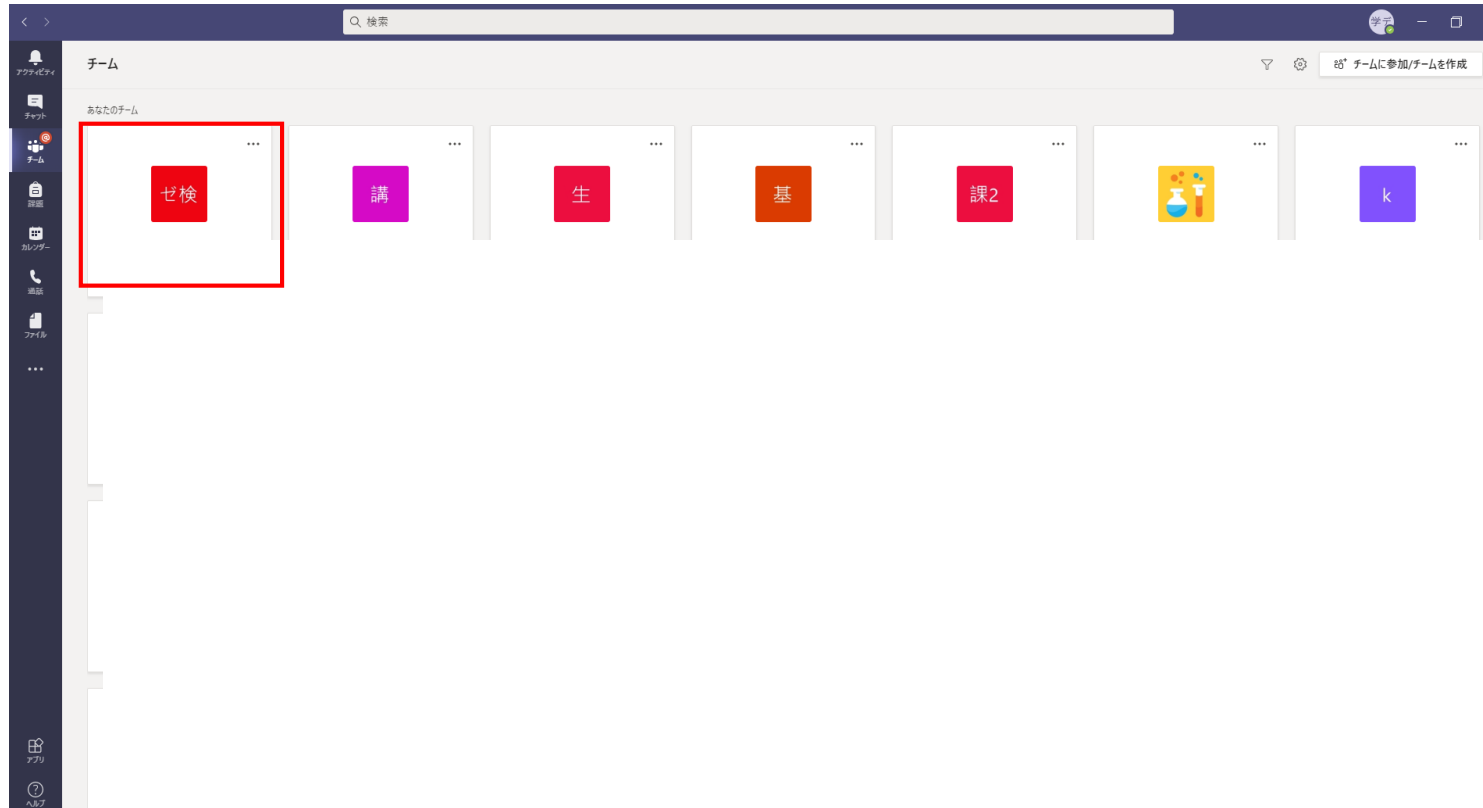 検索
学デ
アクティビティ
チャット
チーム
課題
カレンダー
通話
ファイル
アプリ
ヘルプ
チーム
チームに参加/チームを作成
あなたのチーム
ゼ検
講
生
基
課2
k